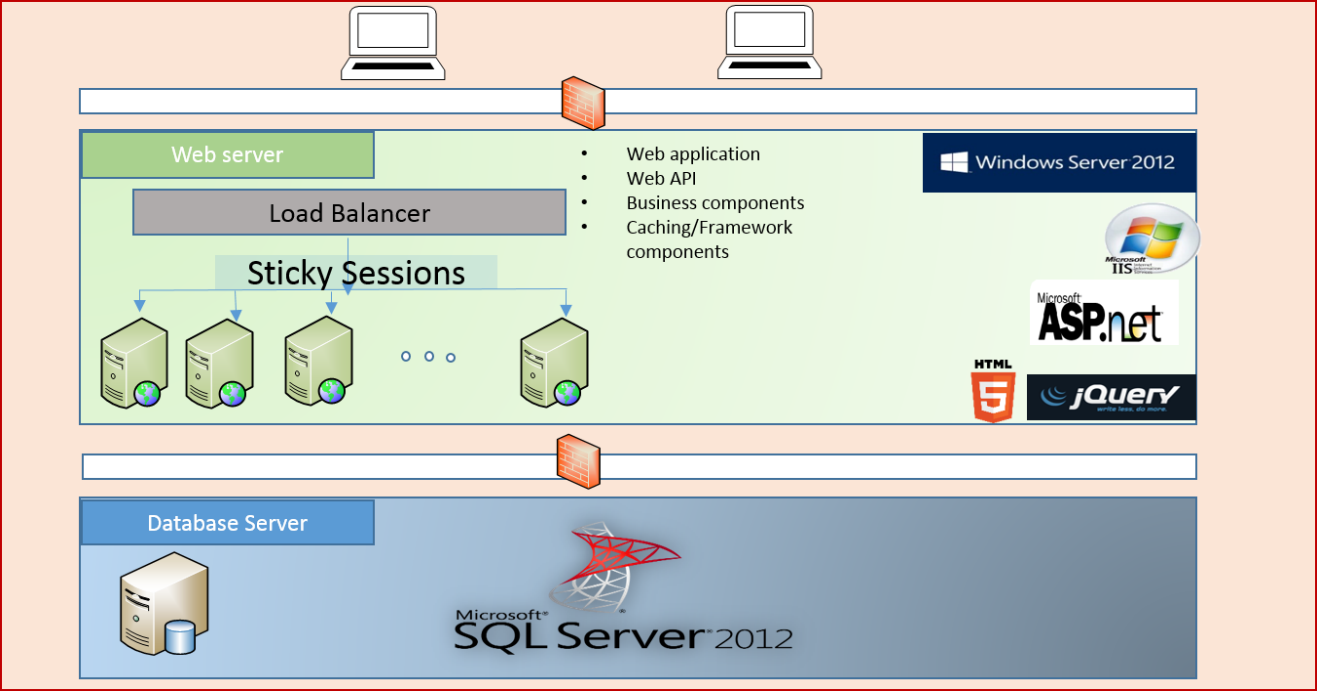 Web server
Load Balancer
Sticky Sessions
• Web application
• Web API
• Business components
• Caching/Framework
components
Windows Server 2012
Microsoft
IIS
Microsoft
ASP.net
HTML
5
jQuery
write less, do more.
Database Server
Microsoft®
SQL Server® 2012